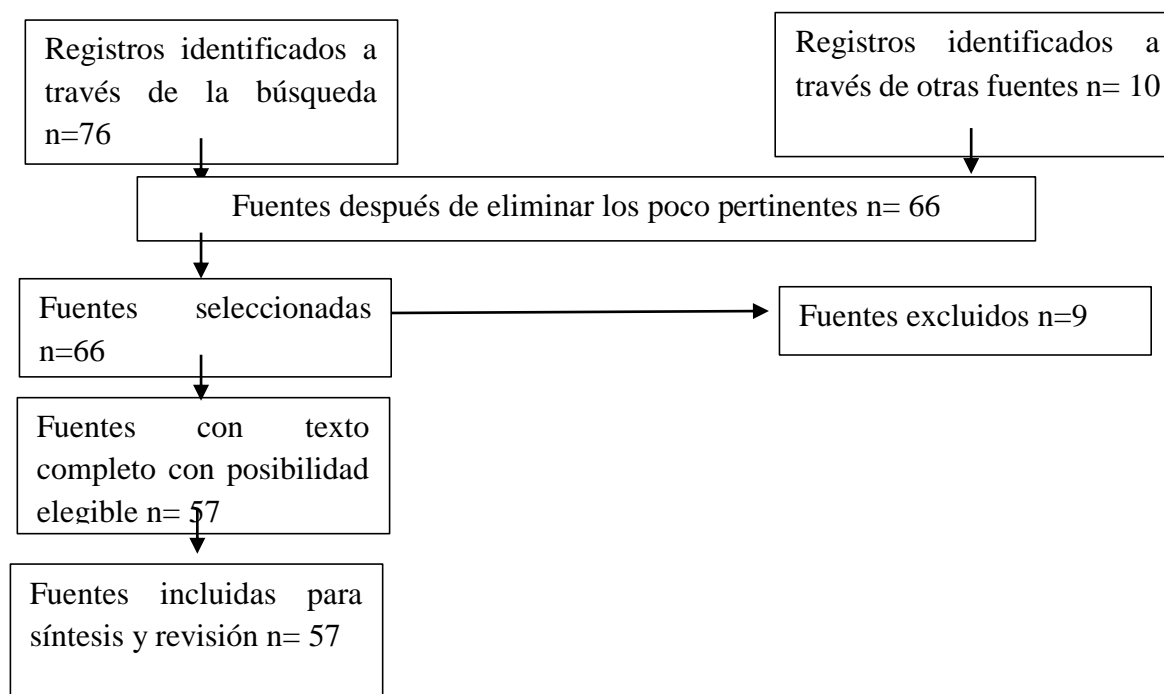 Registros identificados a
través de la búsqueda
n=76
Registros identificados a
través de otras fuentes n= 10
Fuentes después de eliminar los poco pertinentes n= 66
Fuentes seleccionadas
n=66
Fuentes excluidos n=9
Fuentes con texto
completo con posibilidad
elegible n= 57
Fuentes incluidas para
síntesis y revisión n= 57